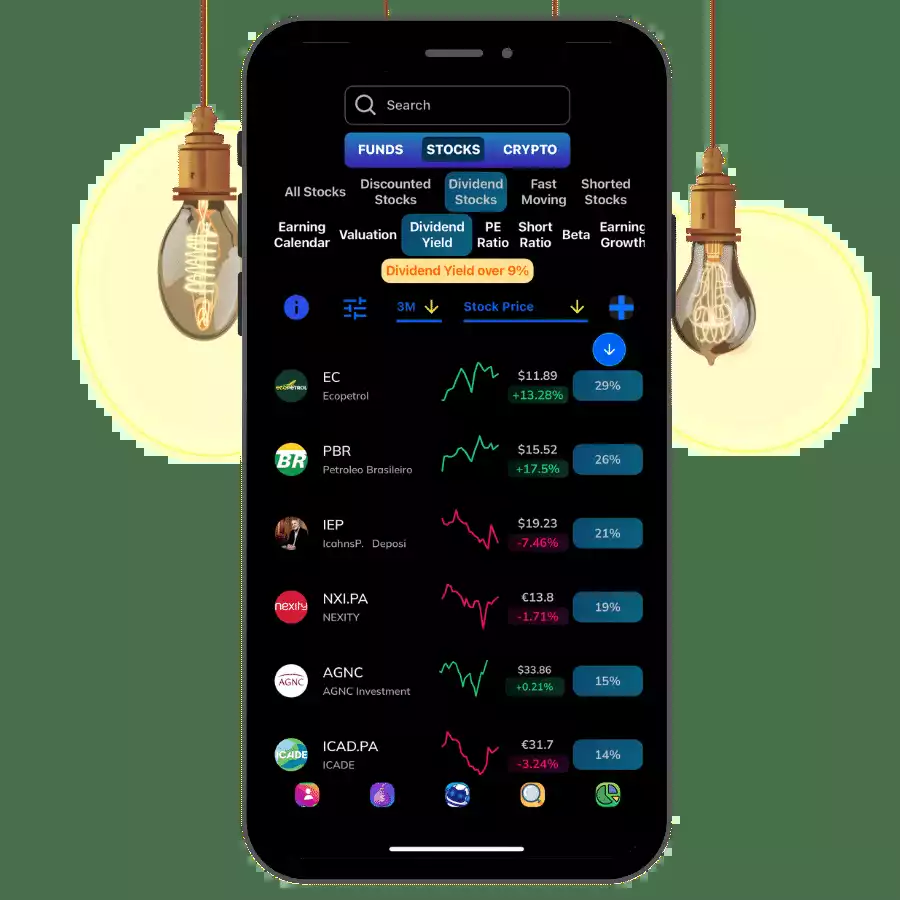 Search
FUNDS STOCKS CRYPTO
All Stocks Discounted Stocks Dividend Stocks Fast Moving Shorted Stocks
Earning Calendar Valuation Dividend Yield PE Ratio Short Ratio Beta Earning Growth
Dividend Yield over 9%
i 3M Stock Price
ECOPETROL EC $11.89 29%
Ecopetrol +13.28%
BR PBR $15.52 26%
Petroleo Brasileiro +17.5%
IEP $19.23 21%
IcahnsP. Deposi -7.46%
nexity NXI.PA €13.8 19%
NEXITY -1.71%
AGNC AGNC $33.86 15%
AGNC Investment +0.21%
ICADE ICAD.PA €31.7 14%
ICADE -3.24%